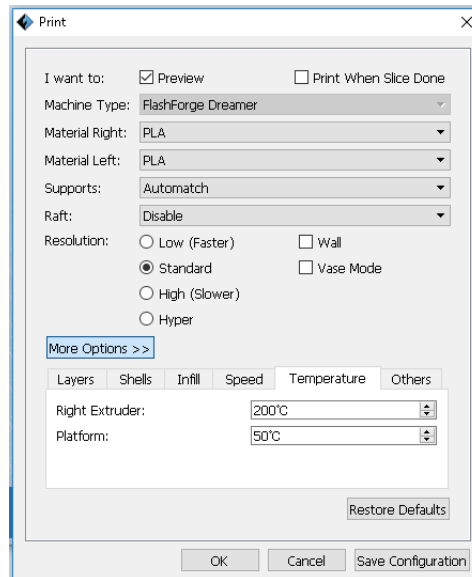 Print
I want to: Preview Print When Slice Done
Machine Type: FlashForge Dreamer
Material Right: PLA
Material Left: PLA
Supports: Automatch
Raft: Disable
Resolution: Low (Faster) Wall
Standard Vase Mode
High (Slower)
Hyper
More Options >>
Layers Shells Infill Speed Temperature Others
Right Extruder: 200°C
Platform: 50°C
Restore Defaults
OK Cancel Save Configuration